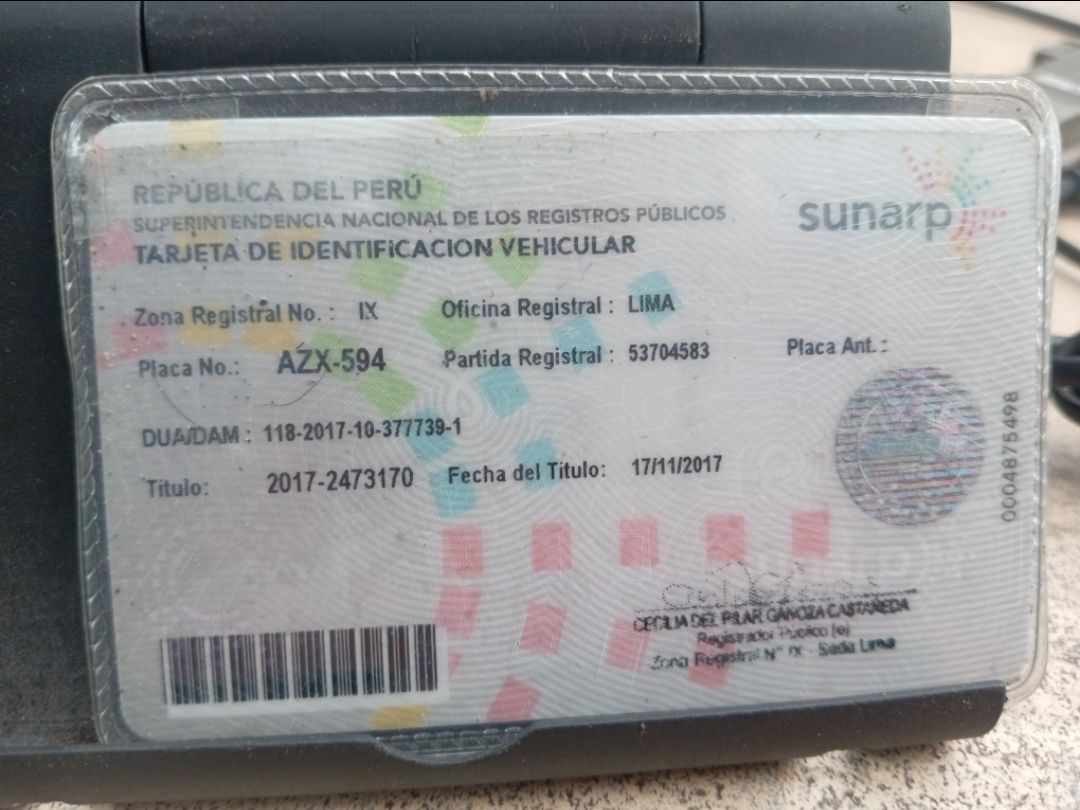 REPÚBLICA DEL PERÚ
SUPERINTENDENCIA NACIONAL DE LOS REGISTROS PÚBLICOS
TARJETA DE IDENTIFICACION VEHICULAR
sunarp
Zona Registral No. : IX Oficina Registral : LIMA
Placa No.: AZX-594 Partida Registral : 53704583 Placa Ant. :
DUA/DAM : 118-2017-10-377739-1
Título: 2017-2473170 Fecha del Título: 17/11/2017
0004875498
CECILIA DEL PILAR GANOZA CASTAÑEDA
Registrador Público (e)
Zona Registral N° IX - Sede Lima